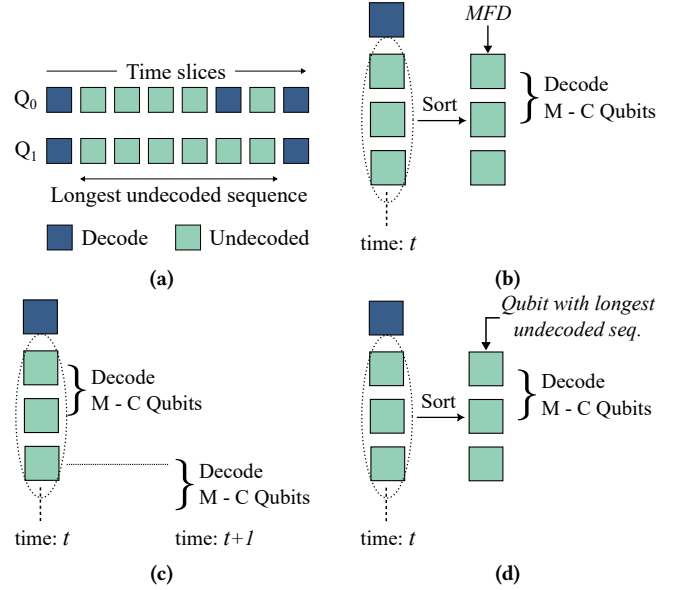 Time slices
Q0
Q1
Longest undecoded sequence
Decode
Undecoded
(a)
MFD
Sort
Decode
M - C Qubits
time: t
(b)
Decode
M - C Qubits
Decode
M - C Qubits
time: t
time: t+1
(c)
Qubit with longest
undecoded seq.
Sort
Decode
M - C Qubits
time: t
(d)